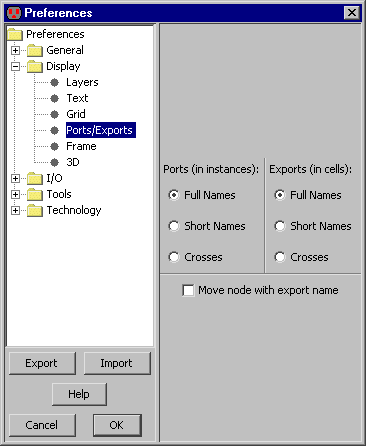 Preferences
Preferences
General
Display
Layers
Text
Grid
Ports/Exports
Frame
3D
I/O
Tools
Technology
Export
Import
Help
Cancel
OK
Ports (in instances):
Full Names
Short Names
Crosses
Exports (in cells):
Full Names
Short Names
Crosses
Move node with export name